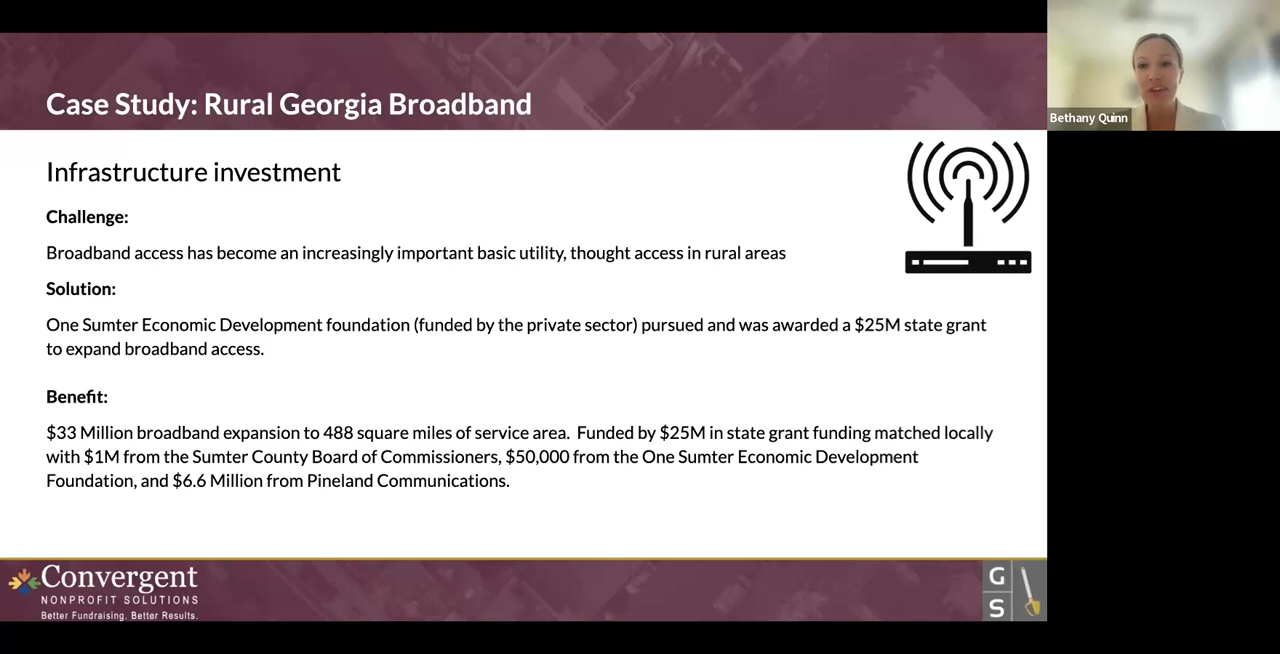 Case Study: Rural Georgia Broadband
Bethany Quinn
Infrastructure investment
Challenge:
Broadband access has become an increasingly important basic utility, thought access in rural areas
Solution:
One Sumter Economic Development foundation (funded by the private sector) pursued and was awarded a $25M state grant
to expand broadband access.
Benefit:
$33 Million broadband expansion to 488 square miles of service area.  Funded by $25M in state grant funding matched locally
with $1M from the Sumter County Board of Commissioners, $50,000 from the One Sumter Economic Development
Foundation, and $6.6 Million from Pineland Communications.
Convergent
NONPROFIT SOLUTIONS
Better Fundraising. Better Results.
G
S